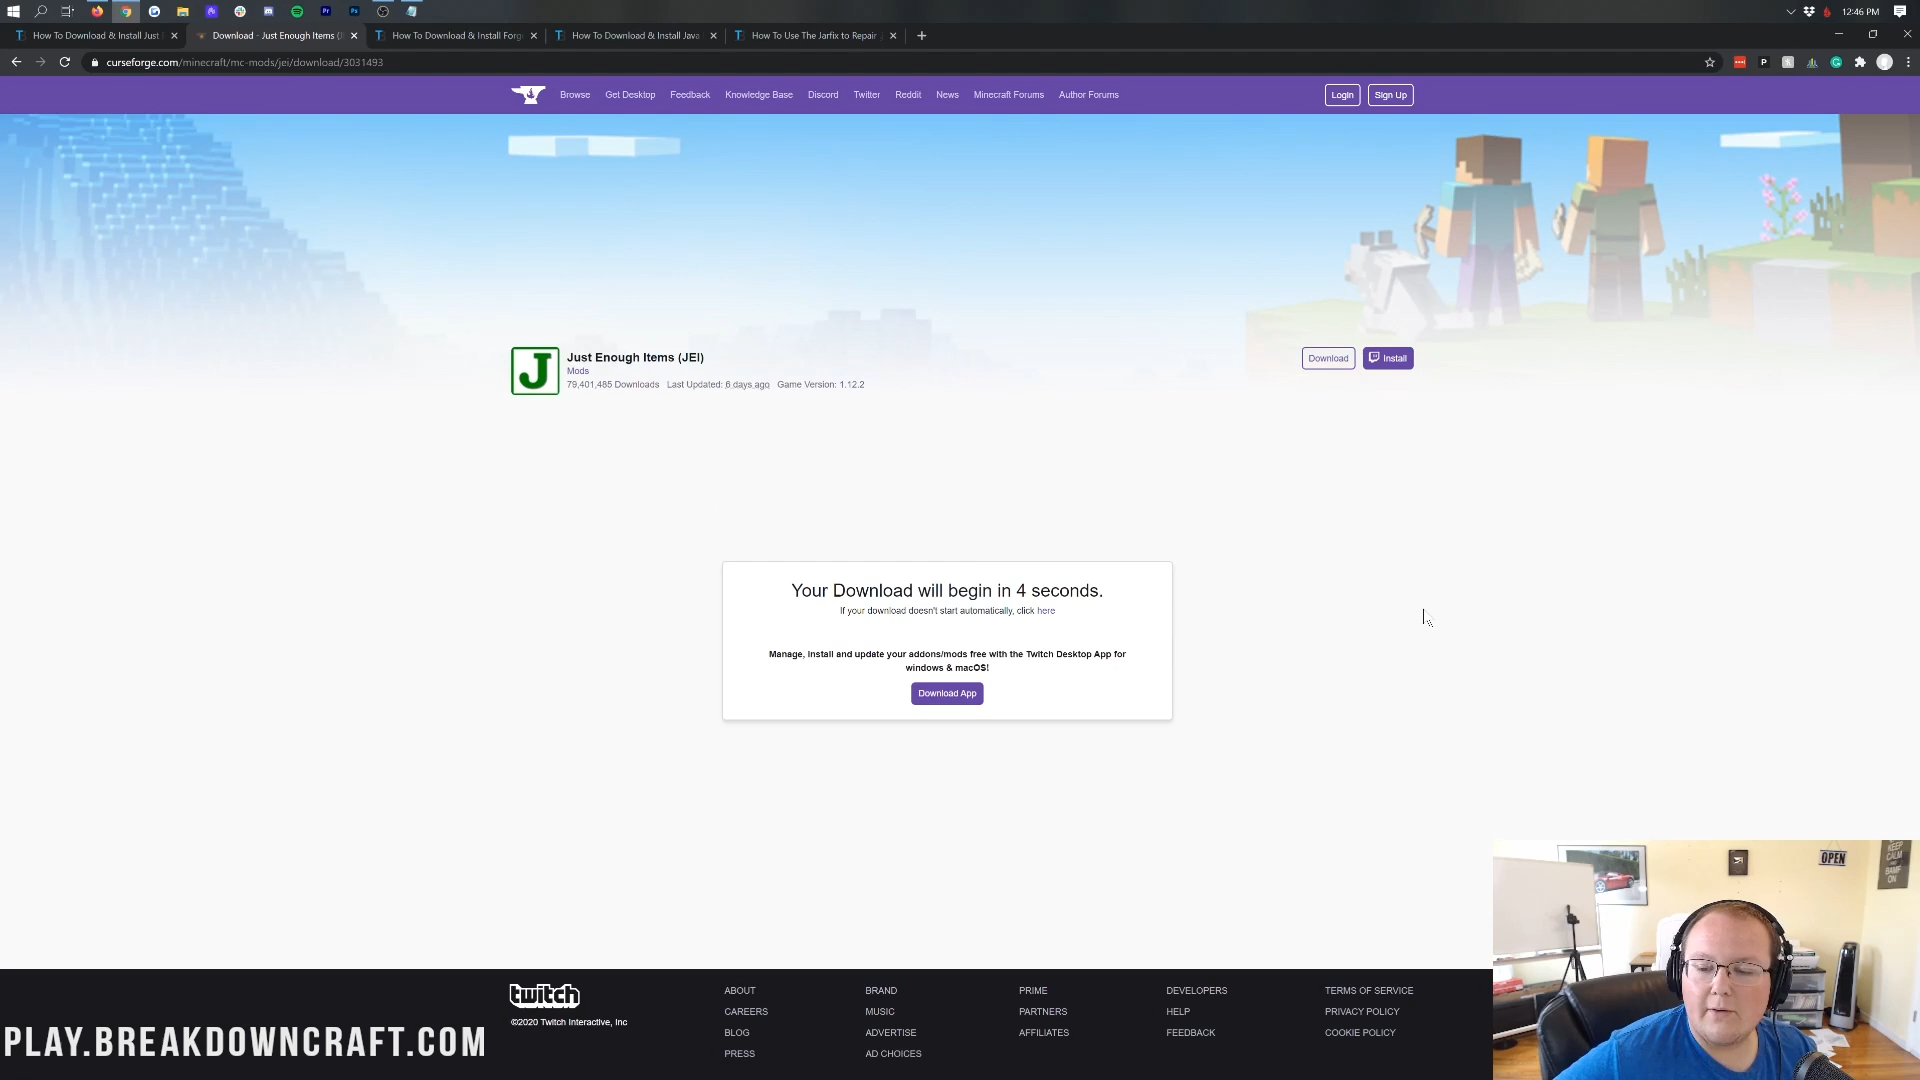 12:46 PM
How To Download & Install Just
Download - Just Enough Items (J
How To Download & Install Forg
How To Download & Install Java
How To Use The Jarfix to Repair
curseforge.com/minecraft/mc-mods/jei/download/3031493
Browse
Get Desktop
Feedback
Knowledge Base
Discord
Twitter
Reddit
News
Minecraft Forums
Author Forums
Login
Sign Up
J
Just Enough Items (JEI)
Mods
79,401,485 Downloads Last Updated: 6 days ago Game Version: 1.12.2
Download
Install
Your Download will begin in 4 seconds.
If your download doesn't start automatically, click here
Manage, install and update your addons/mods free with the Twitch Desktop App for
windows & macOS!
Download App
OPEN
KEEP
CALM
AND
BAMF
ON
twitch
©2020 Twitch Interactive, Inc
ABOUT
CAREERS
BLOG
PRESS
BRAND
MUSIC
ADVERTISE
AD CHOICES
PRIME
PARTNERS
AFFILIATES
DEVELOPERS
HELP
FEEDBACK
TERMS OF SERVICE
PRIVACY POLICY
COOKIE POLICY
PLAY.BREAKDOWNCRAFT.COM